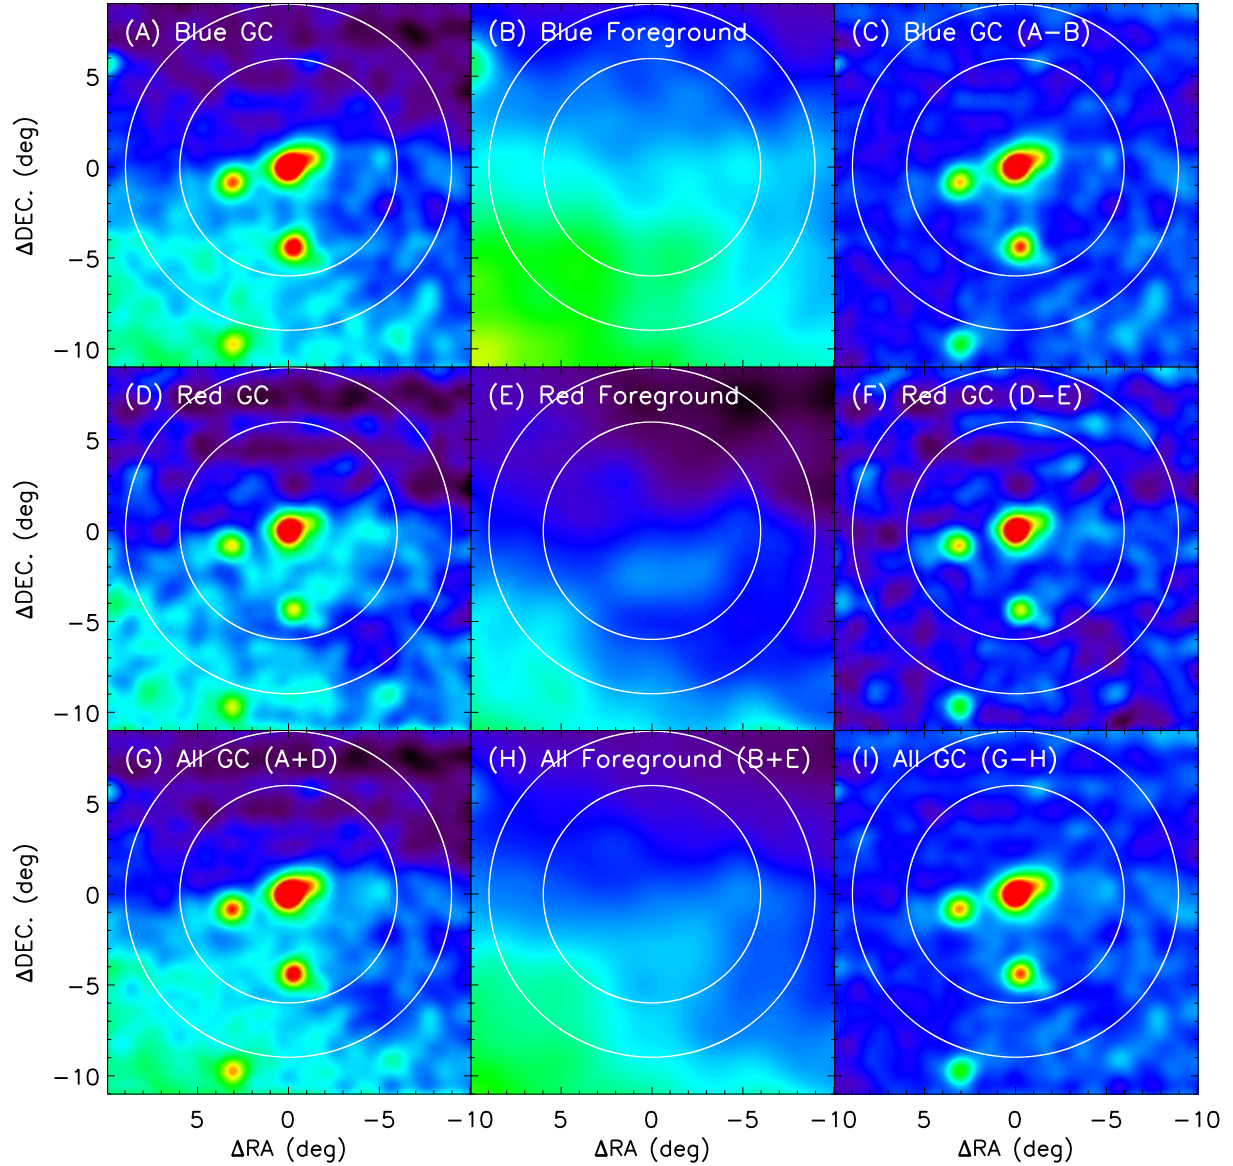 (A) Blue GC
(B) Blue Foreground
(C) Blue GC (A−B)
5
0
−5
−10
ΔDEC. (deg)
(D) Red GC
(E) Red Foreground
(F) Red GC (D−E)
5
0
−5
−10
ΔDEC. (deg)
(G) All GC (A+D)
(H) All Foreground (B+E)
(I) All GC (G−H)
5
0
−5
−10
ΔDEC. (deg)
5 0 −5 −10 5 0 −5 −10 5 0 −5 −10
ΔRA (deg) ΔRA (deg) ΔRA (deg)